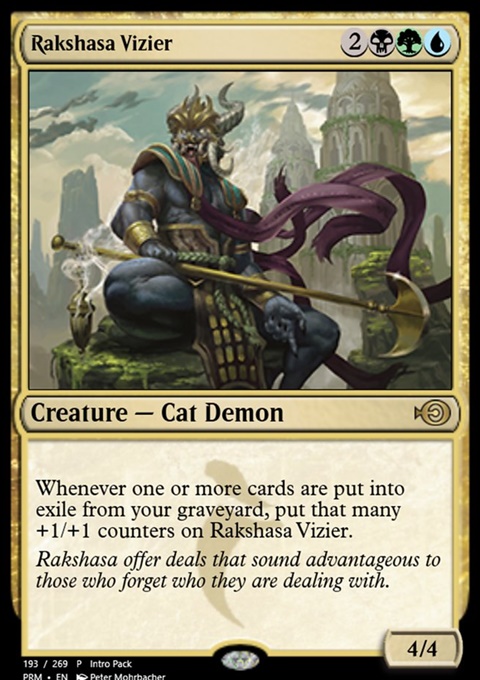 Rakshasa Vizier 2
Creature — Cat Demon
Whenever one or more cards are put into
exile from your graveyard, put that many
+1/+1 counters on Rakshasa Vizier.
Rakshasa offer deals that sound advantageous to
those who forget who they are dealing with.
4/4
193 / 269 P Intro Pack
PRM • EN Peter Mohrbacher